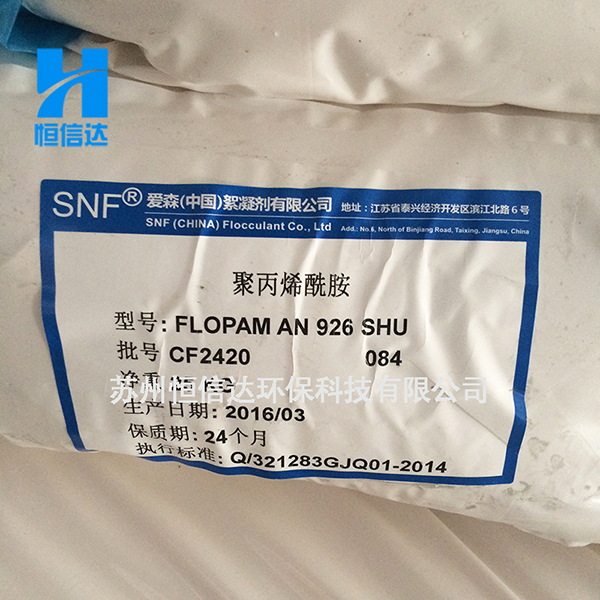 恒信达
SNF® 爱森(中国)絮凝剂有限公司 地址:江苏省泰兴经济开发区滨江北路6号
SNF (CHINA) Flocculant Co., Ltd Add.: No.6, North of Binjiang Road, Taixing, Jiangsu, China
聚丙烯酰胺
型号: FLOPAM AN 926 SHU
批号 CF2420 084
净重
苏州恒信达环保科技有限公司
生产日期: 2016/03
保质期: 24个月
执行标准: Q/321283GJQ01-2014